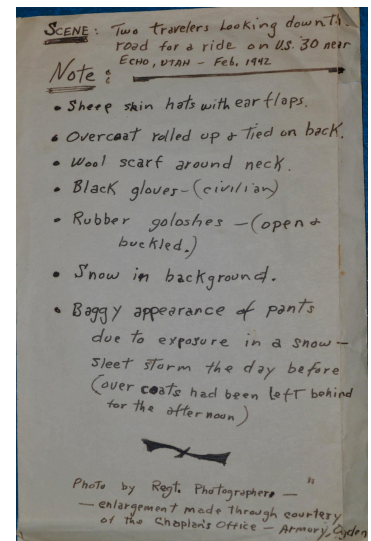 SCENE: Two travelers looking down th
road for a ride on U.S. 30 near
ECHO, UTAH – Feb, 1942
Note:
• Sheep skin hats with ear flaps.
• Overcoat rolled up & Tied on back.
• Wool scarf around neck.
• Black gloves – (civilian)
• Rubber goloshes – (open &
buckled.)
• Snow in background.
• Baggy appearance of pants
due to exposure in a snow –
sleet storm the day before
(over coats had been left behind
for the afternoon)
Photo by Regt. Photographers –
– enlargement made through courtesy
of the Chaplan's Office – Armory, Ogden